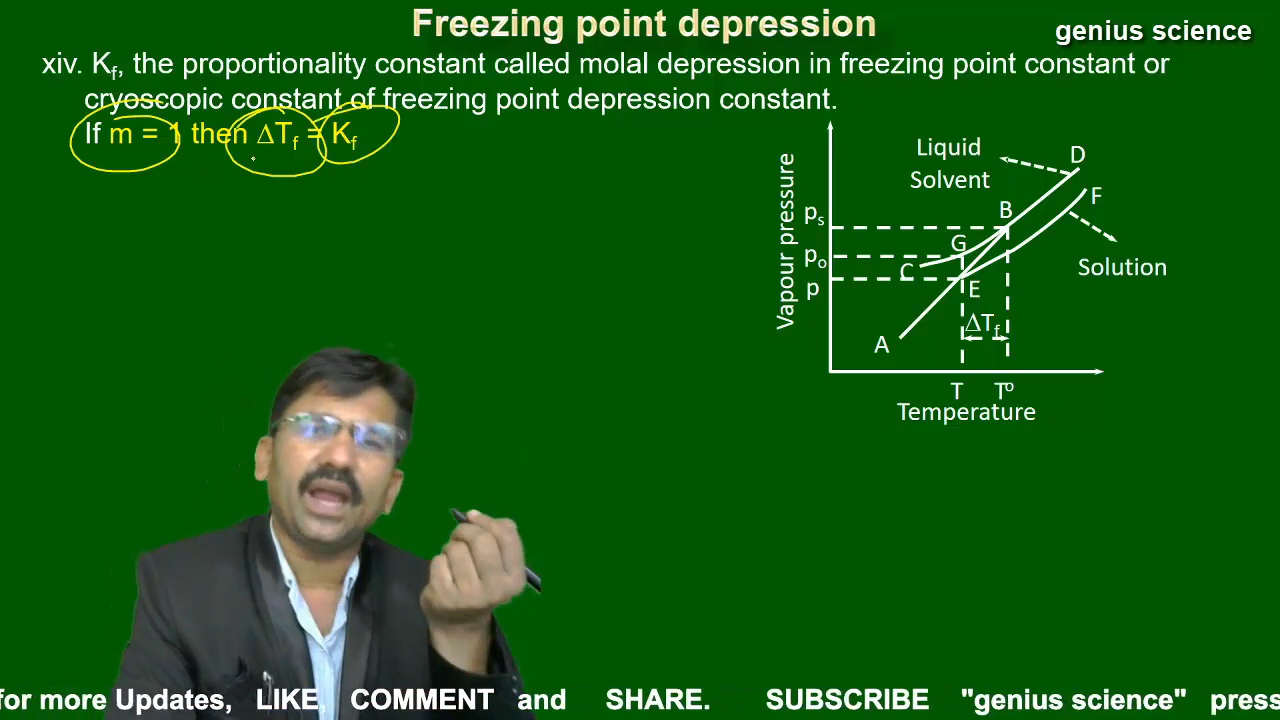 Freezing point depression
genius science
xiv. Kf, the proportionality constant called molal depression in freezing point constant or
cryoscopic constant of freezing point depression constant.
If m = 1 then ΔTf = Kf
Liquid
Solvent
D
F
B
ps
G
po
C
p
E
Solution
Vapour pressure
ΔTf
A
T
To
Temperature
for more Updates, LIKE, COMMENT and SHARE. SUBSCRIBE "genius science" press